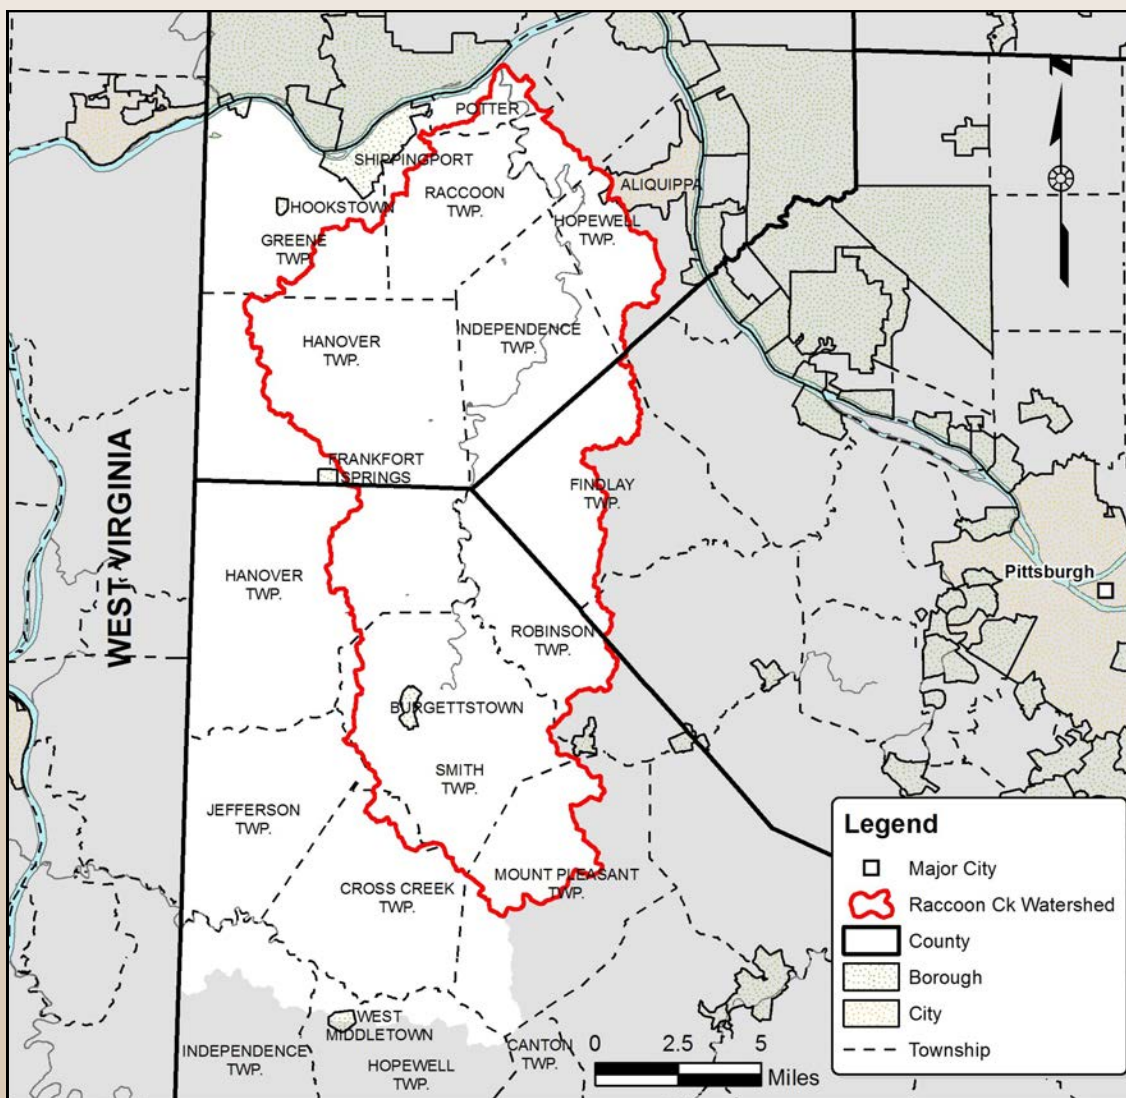 N
POTTER
SHIPPINGPORT
RACCOON
TWP.
ALIQUIPPA
HOOKSTOWN
HOPEWELL
TWP.
GREENE
TWP.
INDEPENDENCE
TWP.
HANOVER
TWP.
FRANKFORT
SPRINGS
FINDLAY
TWP.
WEST VIRGINIA
Pittsburgh
HANOVER
TWP.
ROBINSON
TWP.
BURGETTSTOWN
SMITH
TWP.
JEFFERSON
TWP.
CROSS CREEK
TWP.
MOUNT PLEASANT
TWP.
WEST
MIDDLETOWN
INDEPENDENCE
TWP.
HOPEWELL
TWP.
CANTON
TWP.
0 2.5 5
Miles
Legend
Major City
Raccoon Ck Watershed
County
Borough
City
Township